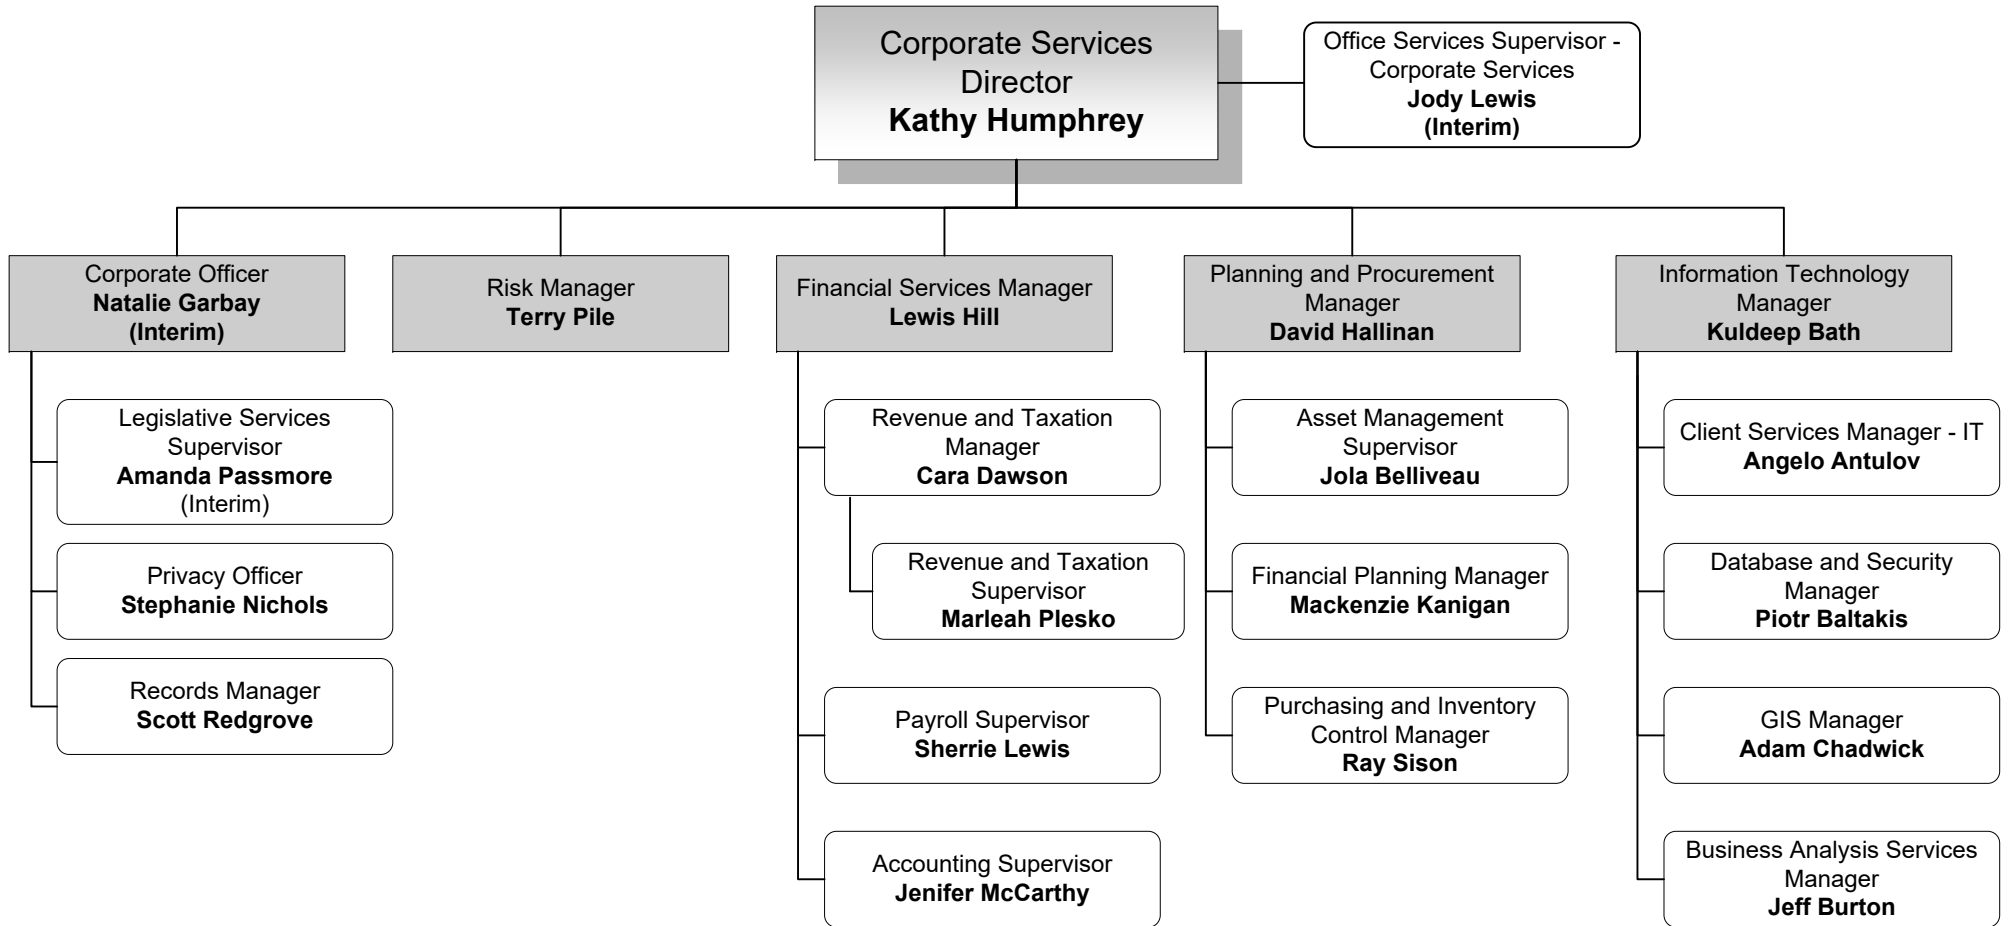 Corporate Services
Director
Kathy Humphrey
Office Services Supervisor -
Corporate Services
Jody Lewis
(Interim)
Corporate Officer
Natalie Garbay
(Interim)
Risk Manager
Terry Pile
Financial Services Manager
Lewis Hill
Planning and Procurement
Manager
David Hallinan
Information Technology
Manager
Kuldeep Bath
Legislative Services
Supervisor
Amanda Passmore
(Interim)
Privacy Officer
Stephanie Nichols
Records Manager
Scott Redgrove
Revenue and Taxation
Manager
Cara Dawson
Revenue and Taxation
Supervisor
Marleah Plesko
Payroll Supervisor
Sherrie Lewis
Accounting Supervisor
Jenifer McCarthy
Asset Management
Supervisor
Jola Belliveau
Financial Planning Manager
Mackenzie Kanigan
Purchasing and Inventory
Control Manager
Ray Sison
Client Services Manager - IT
Angelo Antulov
Database and Security
Manager
Piotr Baltakis
GIS Manager
Adam Chadwick
Business Analysis Services
Manager
Jeff Burton